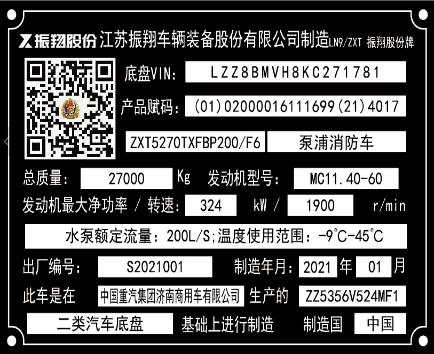 振翔股份 江苏振翔车辆装备股份有限公司制造 LN9/ZXT 振翔股份牌
底盘VIN: LZZ8BMVH8KC271781
产品赋码: (01)02000016111699(21)4017
ZXT5270TXFBP200/F6 泵浦消防车
总质量: 27000 Kg 发动机型号: MC11.40-60
发动机最大净功率 / 转速: 324 kW / 1900 r/min
水泵额定流量: 200L/S;温度使用范围: -9℃-45℃
出厂编号: S2021001 制造年月: 2021 年 01 月
此车是在 中国重汽集团济南商用车有限公司 生产的 ZZ5356V524MF1
二类汽车底盘 基础上进行制造 制造国 中国